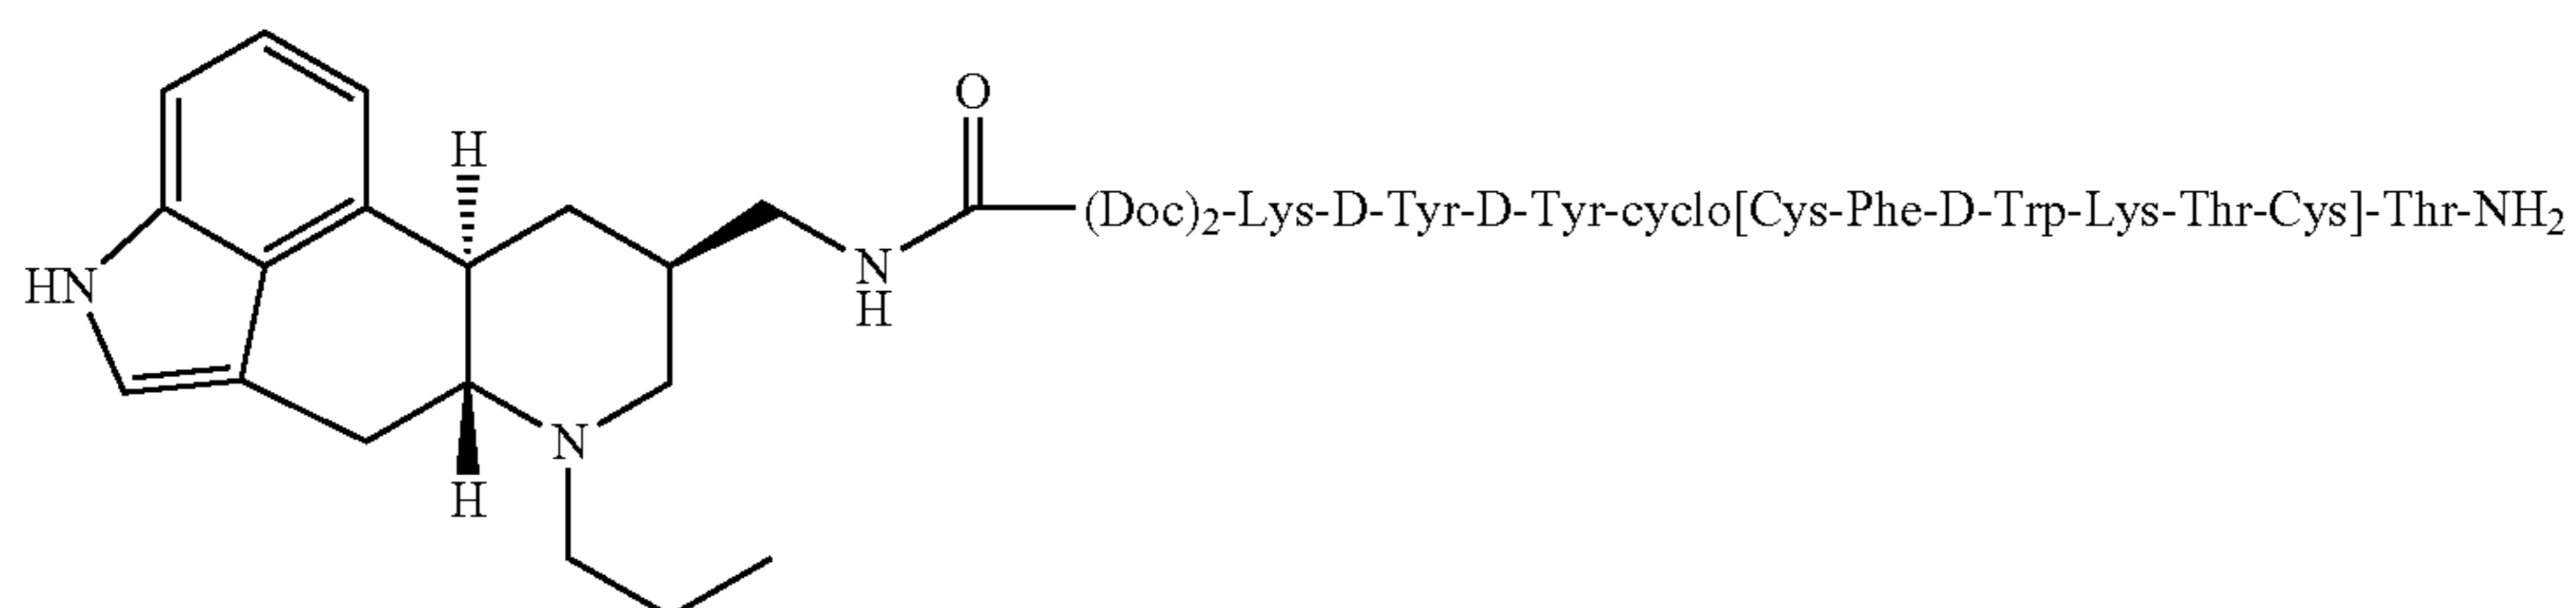 O
H
(Doc)₂-Lys-D-Tyr-D-Tyr-cyclo[Cys-Phe-D-Trp-Lys-Thr-Cys]-Thr-NH₂
HN
N
H
N
H